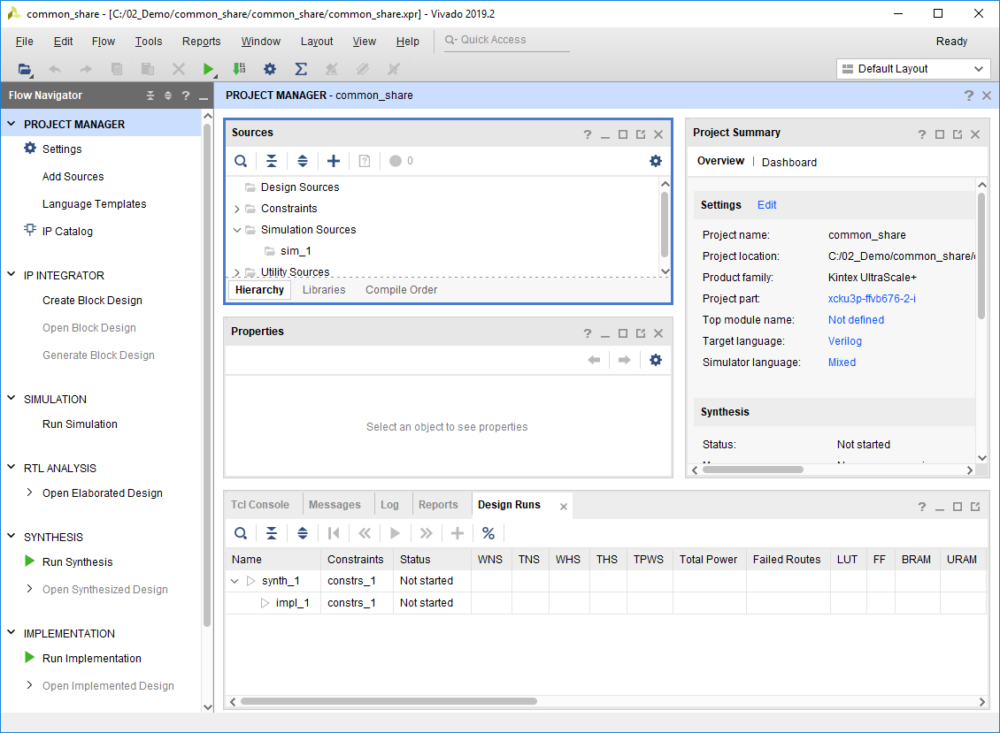 common_share - [C:/02_Demo/common_share/common_share/common_share.xpr] - Vivado 2019.2
File Edit Flow Tools Reports Window Layout View Help Quick Access Ready
Default Layout
Flow Navigator
PROJECT MANAGER
Settings
Add Sources
Language Templates
IP Catalog
IP INTEGRATOR
Create Block Design
Open Block Design
Generate Block Design
SIMULATION
Run Simulation
RTL ANALYSIS
Open Elaborated Design
SYNTHESIS
Run Synthesis
Open Synthesized Design
IMPLEMENTATION
Run Implementation
Open Implemented Design
PROJECT MANAGER - common_share
Sources
0
Design Sources
Constraints
Simulation Sources
sim_1
Utility Sources
Hierarchy Libraries Compile Order
Properties
Select an object to see properties
Project Summary
Overview | Dashboard
Settings Edit
Project name: common_share
Project location: C:/02_Demo/common_share/
Product family: Kintex UltraScale+
Project part: xcku3p-ffvb676-2-i
Top module name: Not defined
Target language: Verilog
Simulator language: Mixed
Synthesis
Status: Not started
Tcl Console Messages Log Reports Design Runs
Name Constraints Status WNS TNS WHS THS TPWS Total Power Failed Routes LUT FF BRAM URAM
synth_1 constrs_1 Not started
impl_1 constrs_1 Not started